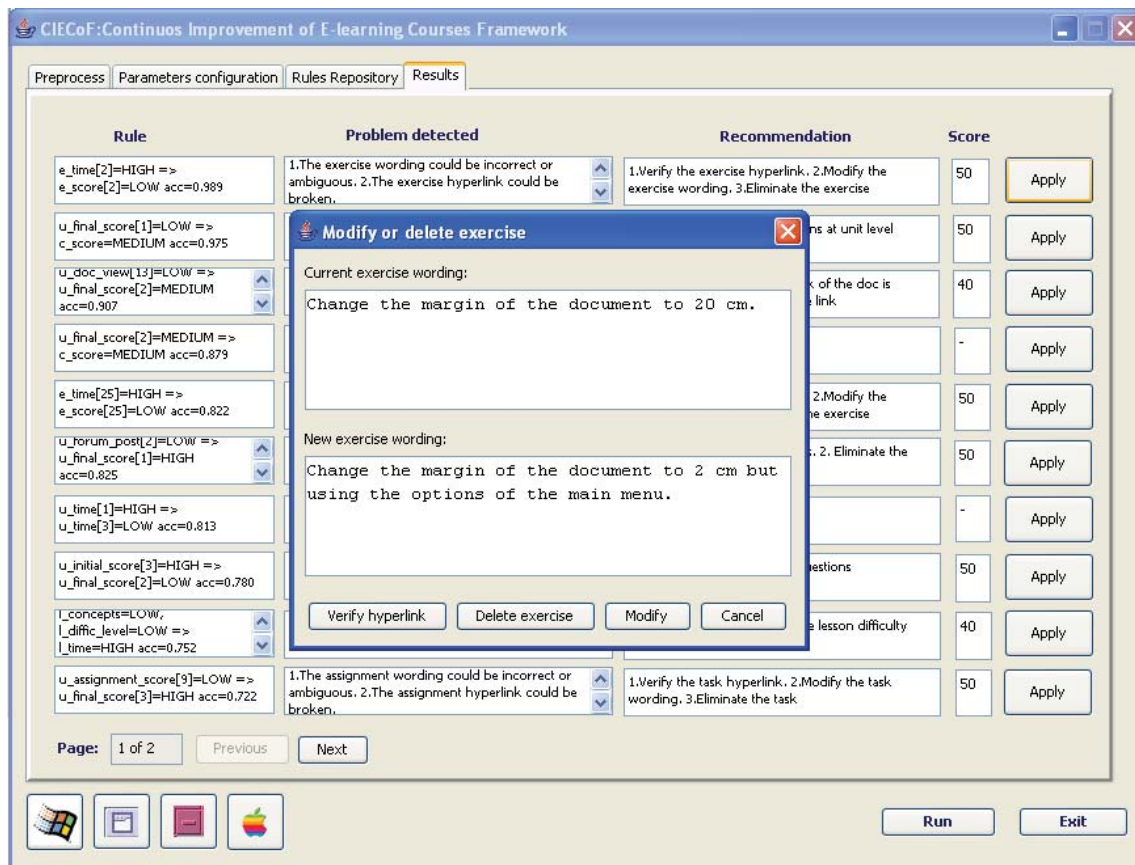 CIECoF:Continuos Improvement of E-learning Courses Framework
Preprocess Parameters configuration Rules Repository Results
Rule Problem detected Recommendation Score
e_time[2]=HIGH =>
e_score[2]=LOW acc=0.989
1.The exercise wording could be incorrect or
ambiguous. 2.The exercise hyperlink could be
broken.
1.Verify the exercise hyperlink. 2.Modify the
exercise wording. 3.Eliminate the exercise
50
Apply
u_final_score[1]=LOW =>
c_score=MEDIUM acc=0.975
ns at unit level
50
Apply
u_doc_view[13]=LOW =>
u_final_score[2]=MEDIUM
acc=0.907
k of the doc is
link
40
Apply
u_final_score[2]=MEDIUM =>
c_score=MEDIUM acc=0.879
-
Apply
e_time[25]=HIGH =>
e_score[25]=LOW acc=0.822
2.Modify the
e exercise
50
Apply
u_forum_post[2]=LOW =>
u_final_score[1]=HIGH
acc=0.825
. 2. Eliminate the
50
Apply
u_time[1]=HIGH =>
u_time[3]=LOW acc=0.813
-
Apply
u_initial_score[3]=HIGH =>
u_final_score[2]=LOW acc=0.780
estions
50
Apply
l_concepts=LOW,
l_diffic_level=LOW =>
l_time=HIGH acc=0.752
e lesson difficulty
40
Apply
u_assignment_score[9]=LOW =>
u_final_score[3]=HIGH acc=0.722
1.The assignment wording could be incorrect or
ambiguous. 2.The assignment hyperlink could be
broken.
1.Verify the task hyperlink. 2.Modify the task
wording. 3.Eliminate the task
50
Apply
Modify or delete exercise
Current exercise wording:
Change the margin of the document to 20 cm.
New exercise wording:
Change the margin of the document to 2 cm but
using the options of the main menu.
Verify hyperlink Delete exercise Modify Cancel
Page: 1 of 2 Previous Next
Run Exit